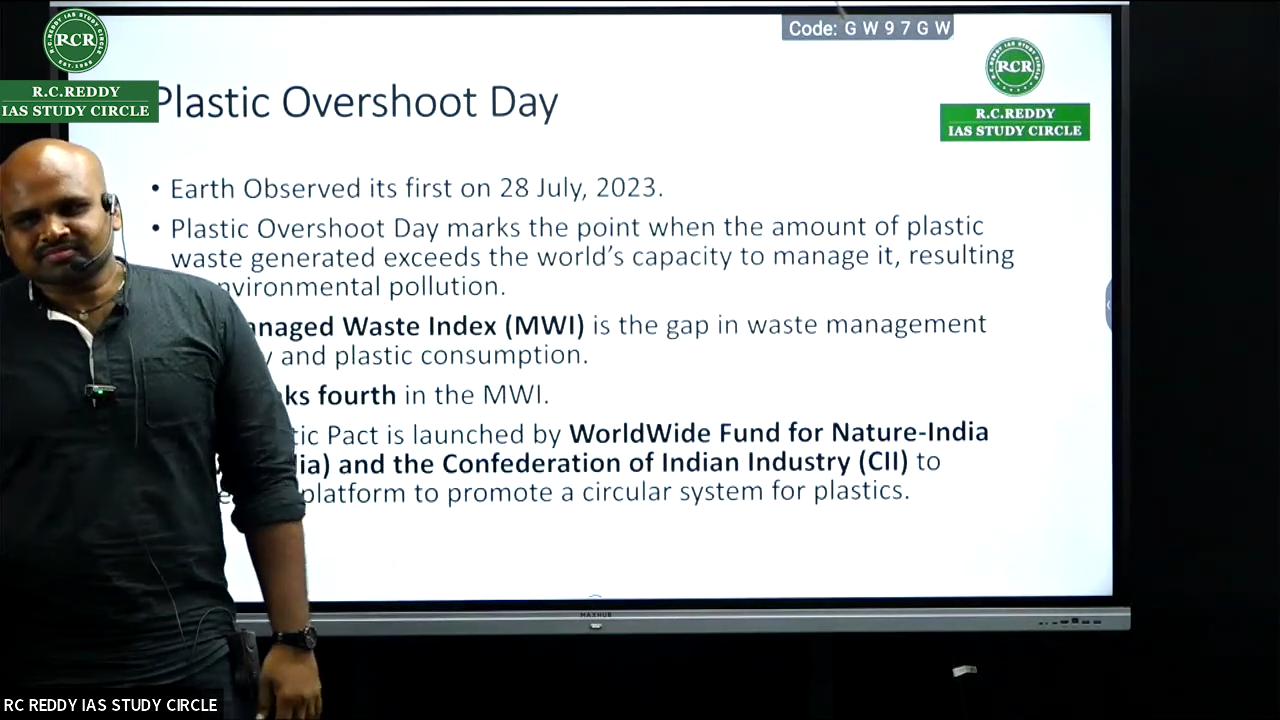 Code: G W 9 7 G W
RCR
R.C.REDDY
IAS STUDY CIRCLE
RCR
R.C.REDDY
IAS STUDY CIRCLE
Plastic Overshoot Day
• Earth Observed its first on 28 July, 2023.
• Plastic Overshoot Day marks the point when the amount of plastic
waste generated exceeds the world's capacity to manage it, resulting
nvironmental pollution.
anaged Waste Index (MWI) is the gap in waste management
y and plastic consumption.
ks fourth in the MWI.
tic Pact is launched by WorldWide Fund for Nature-India
ia) and the Confederation of Indian Industry (CII) to
platform to promote a circular system for plastics.
MAXHUB
RC REDDY IAS STUDY CIRCLE